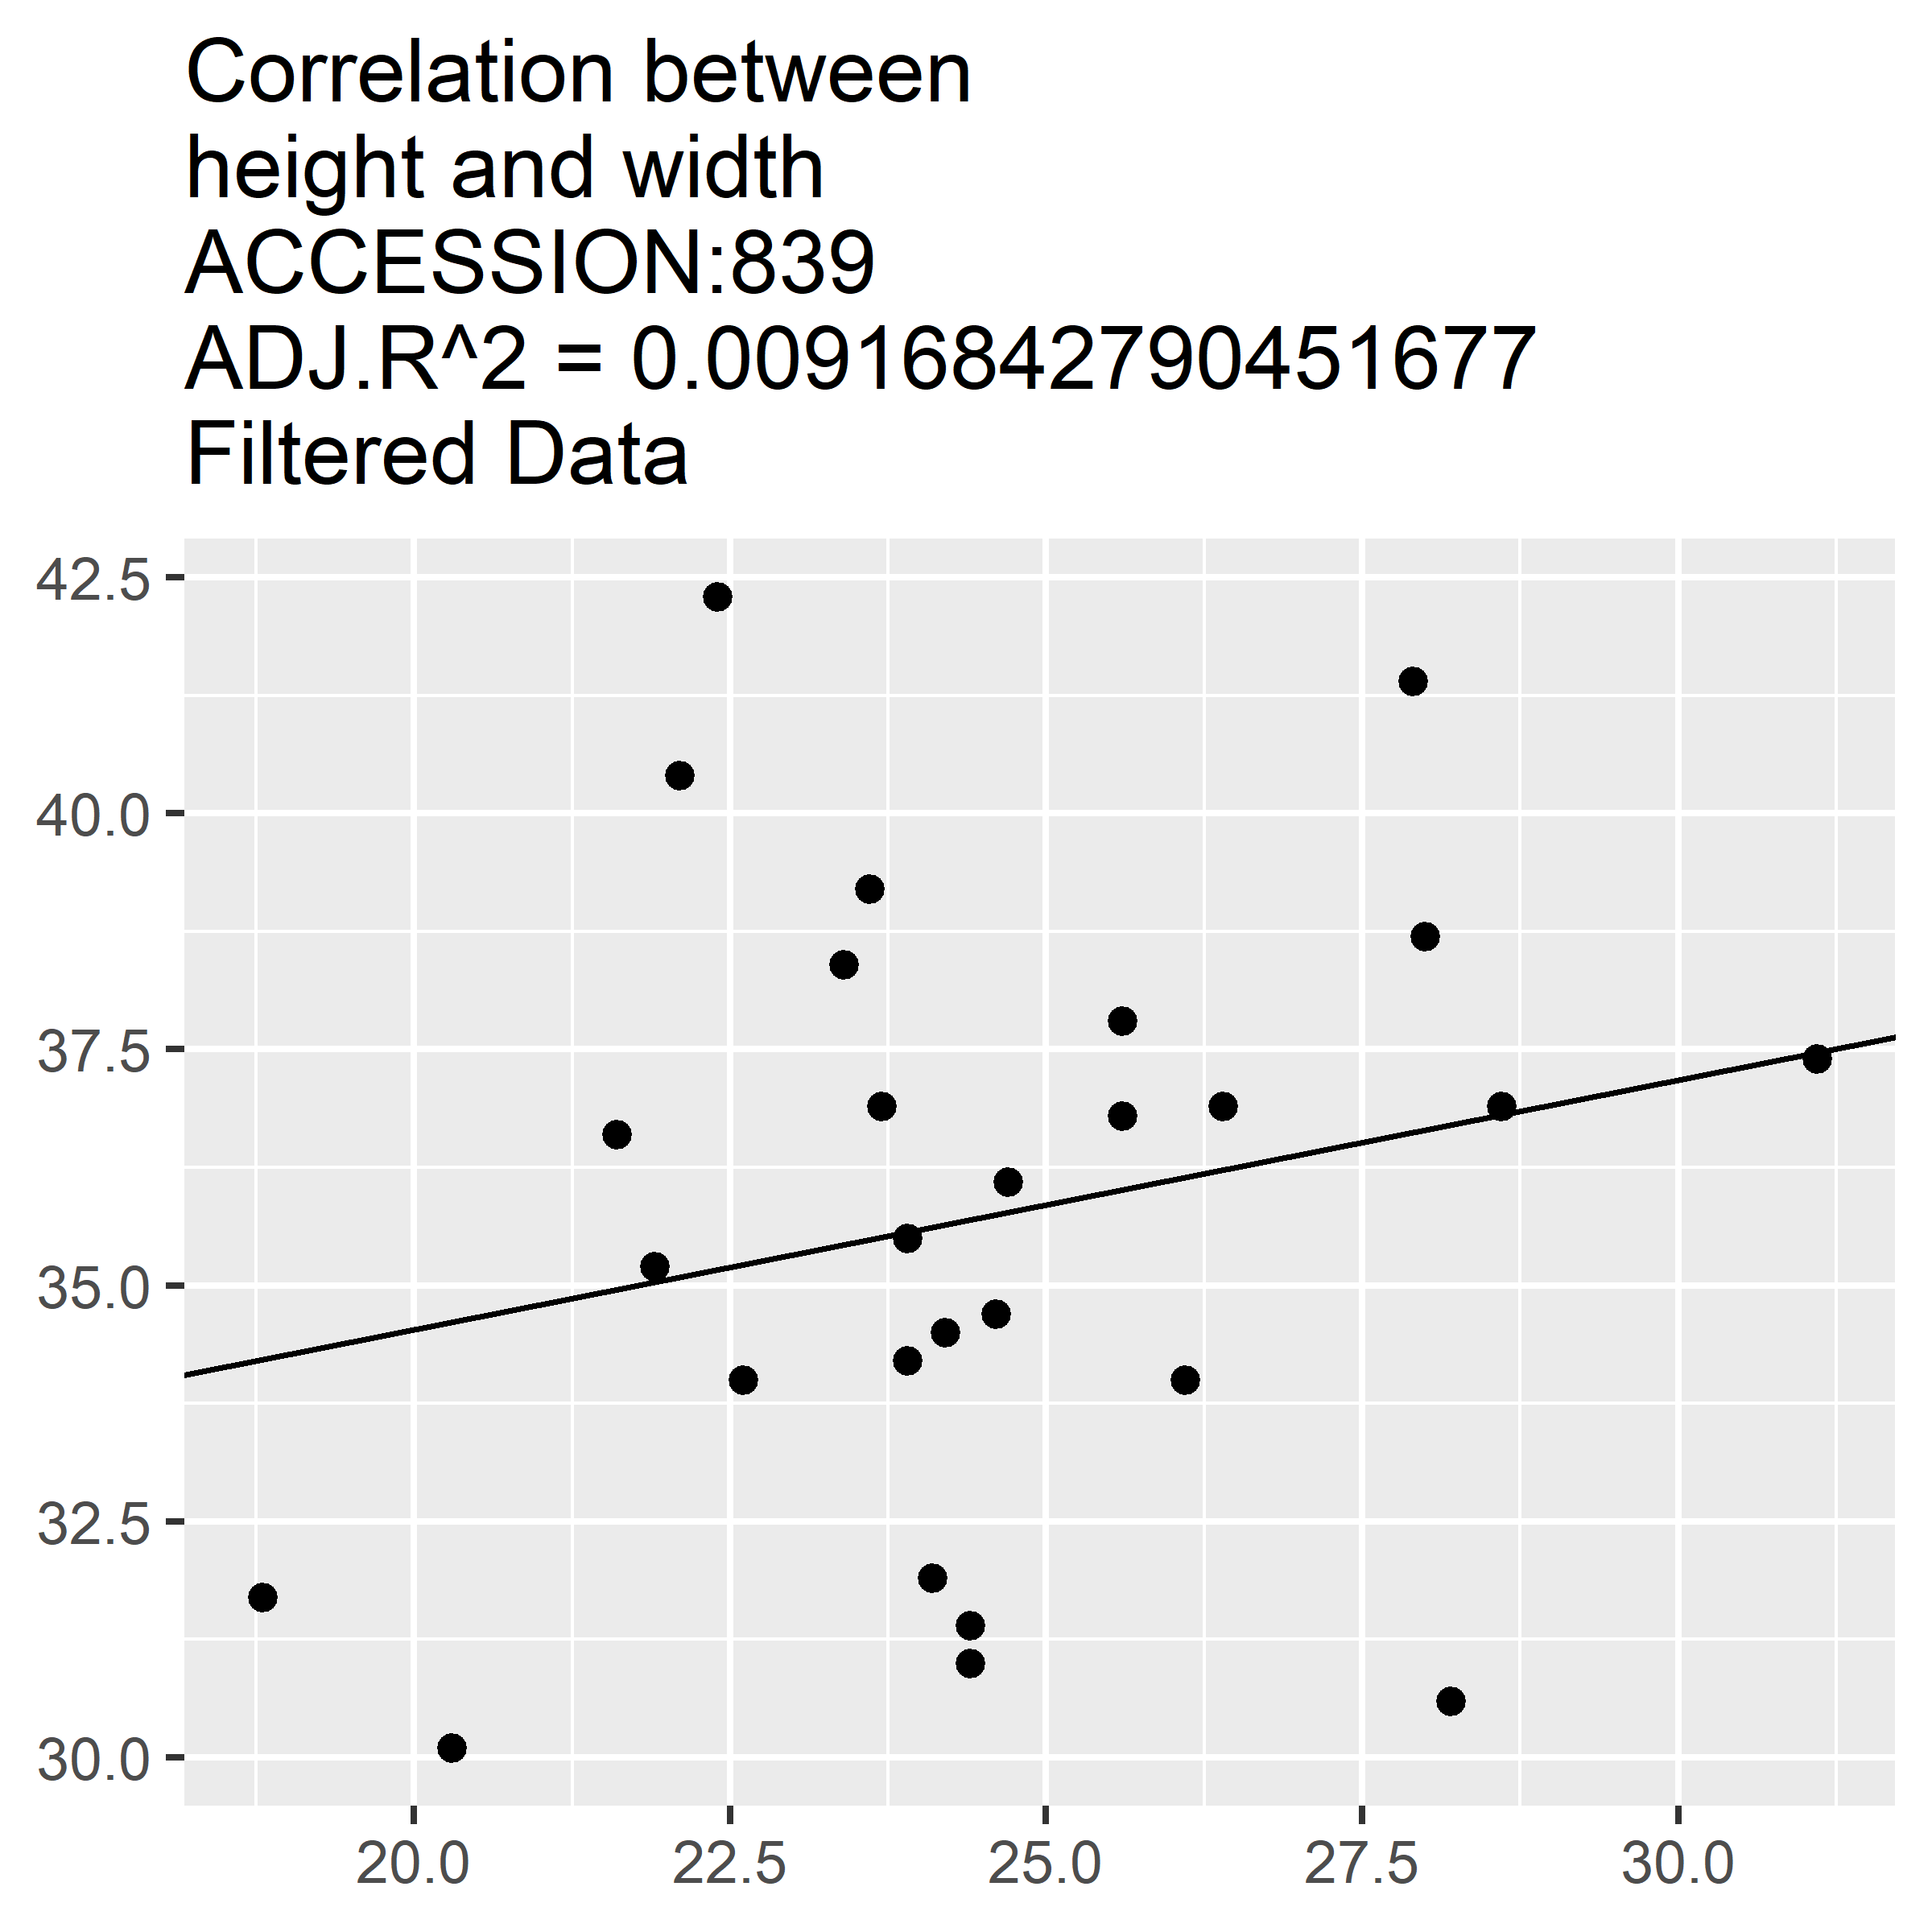 Correlation between
height and width
ACCESSION:839
ADJ.R^2 = 0.00916842790451677
Filtered Data
42.5
40.0
37.5
35.0
32.5
30.0
20.0 22.5 25.0 27.5 30.0